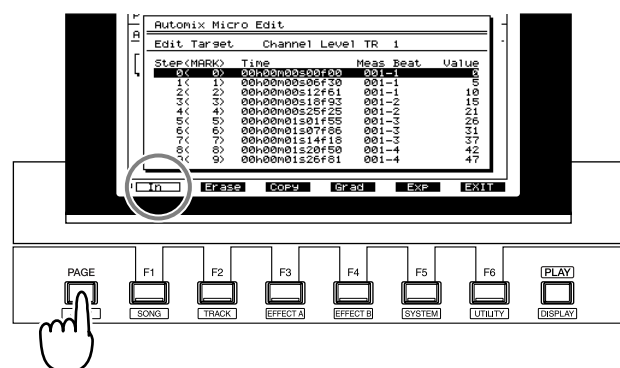 Automix Micro Edit
Edit Target Channel Level TR 1
Step( MARK) Time Meas Beat Value
0( 0) 00h00m00s00f00 001-1 0
1( 1) 00h00m00s06f30 001-1 5
2( 2) 00h00m00s12f61 001-1 10
3( 3) 00h00m00s18f93 001-2 15
4( 4) 00h00m00s25f25 001-2 21
5( 5) 00h00m01s01f55 001-3 26
6( 6) 00h00m01s07f86 001-3 31
7( 7) 00h00m01s14f18 001-3 37
8( 8) 00h00m01s20f50 001-4 42
9) 00h00m01s26f81 001-4 47
In Erase Copy Grad Exp EXIT
PAGE F1 F2 F3 F4 F5 F6 PLAY
SONG TRACK EFFECT A EFFECT B SYSTEM UTILITY DISPLAY